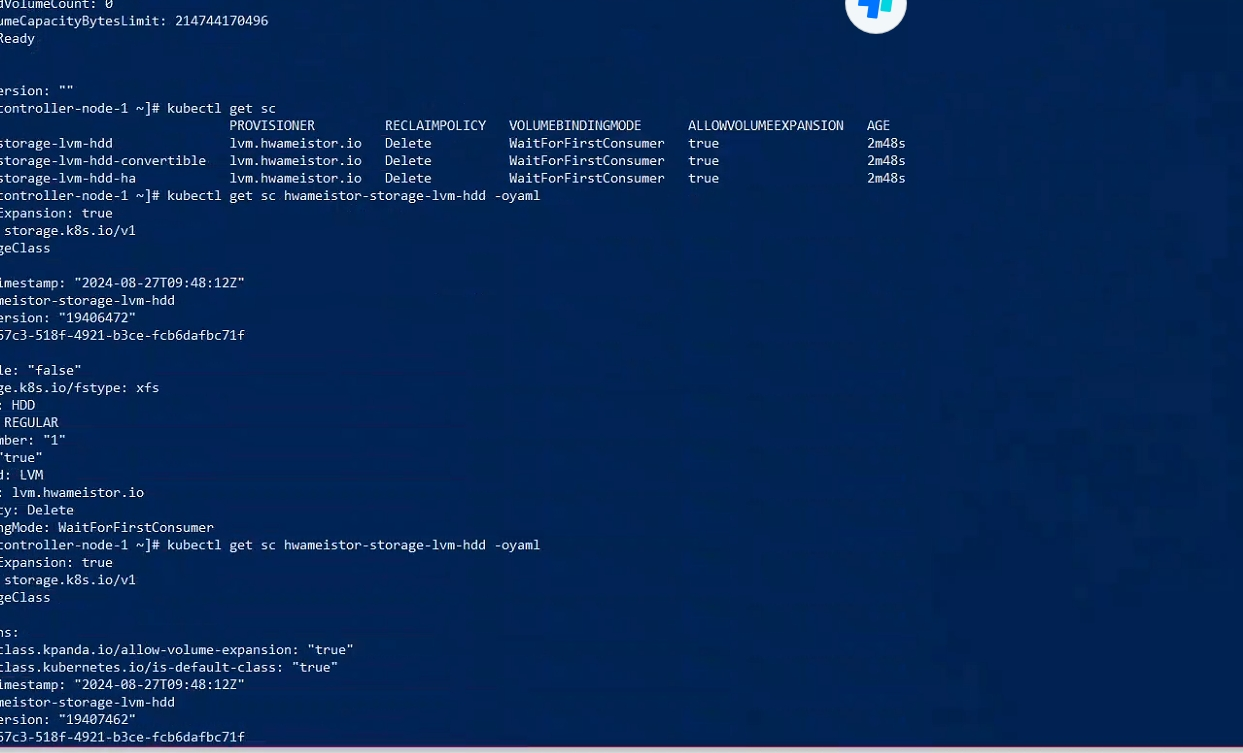 dVolumeCount: 0
umeCapacityBytesLimit: 214744170496
Ready
ersion: ""
controller-node-1 ~]# kubectl get sc
PROVISIONER RECLAIMPOLICY VOLUMEBINDINGMODE ALLOWVOLUMEEXPANSION AGE
storage-lvm-hdd lvm.hwameistor.io Delete WaitForFirstConsumer true 2m48s
storage-lvm-hdd-convertible lvm.hwameistor.io Delete WaitForFirstConsumer true 2m48s
storage-lvm-hdd-ha lvm.hwameistor.io Delete WaitForFirstConsumer true 2m48s
controller-node-1 ~]# kubectl get sc hwameistor-storage-lvm-hdd -oyaml
Expansion: true
storage.k8s.io/v1
geClass
imestamp: "2024-08-27T09:48:12Z"
meistor-storage-lvm-hdd
ersion: "19406472"
57c3-518f-4921-b3ce-fcb6dafbc71f
le: "false"
ge.k8s.io/fstype: xfs
: HDD
REGULAR
mber: "1"
"true"
d: LVM
: lvm.hwameistor.io
cy: Delete
ngMode: WaitForFirstConsumer
controller-node-1 ~]# kubectl get sc hwameistor-storage-lvm-hdd -oyaml
Expansion: true
storage.k8s.io/v1
geClass
ns:
class.kpanda.io/allow-volume-expansion: "true"
class.kubernetes.io/is-default-class: "true"
imestamp: "2024-08-27T09:48:12Z"
meistor-storage-lvm-hdd
ersion: "19407462"
57c3-518f-4921-b3ce-fcb6dafbc71f